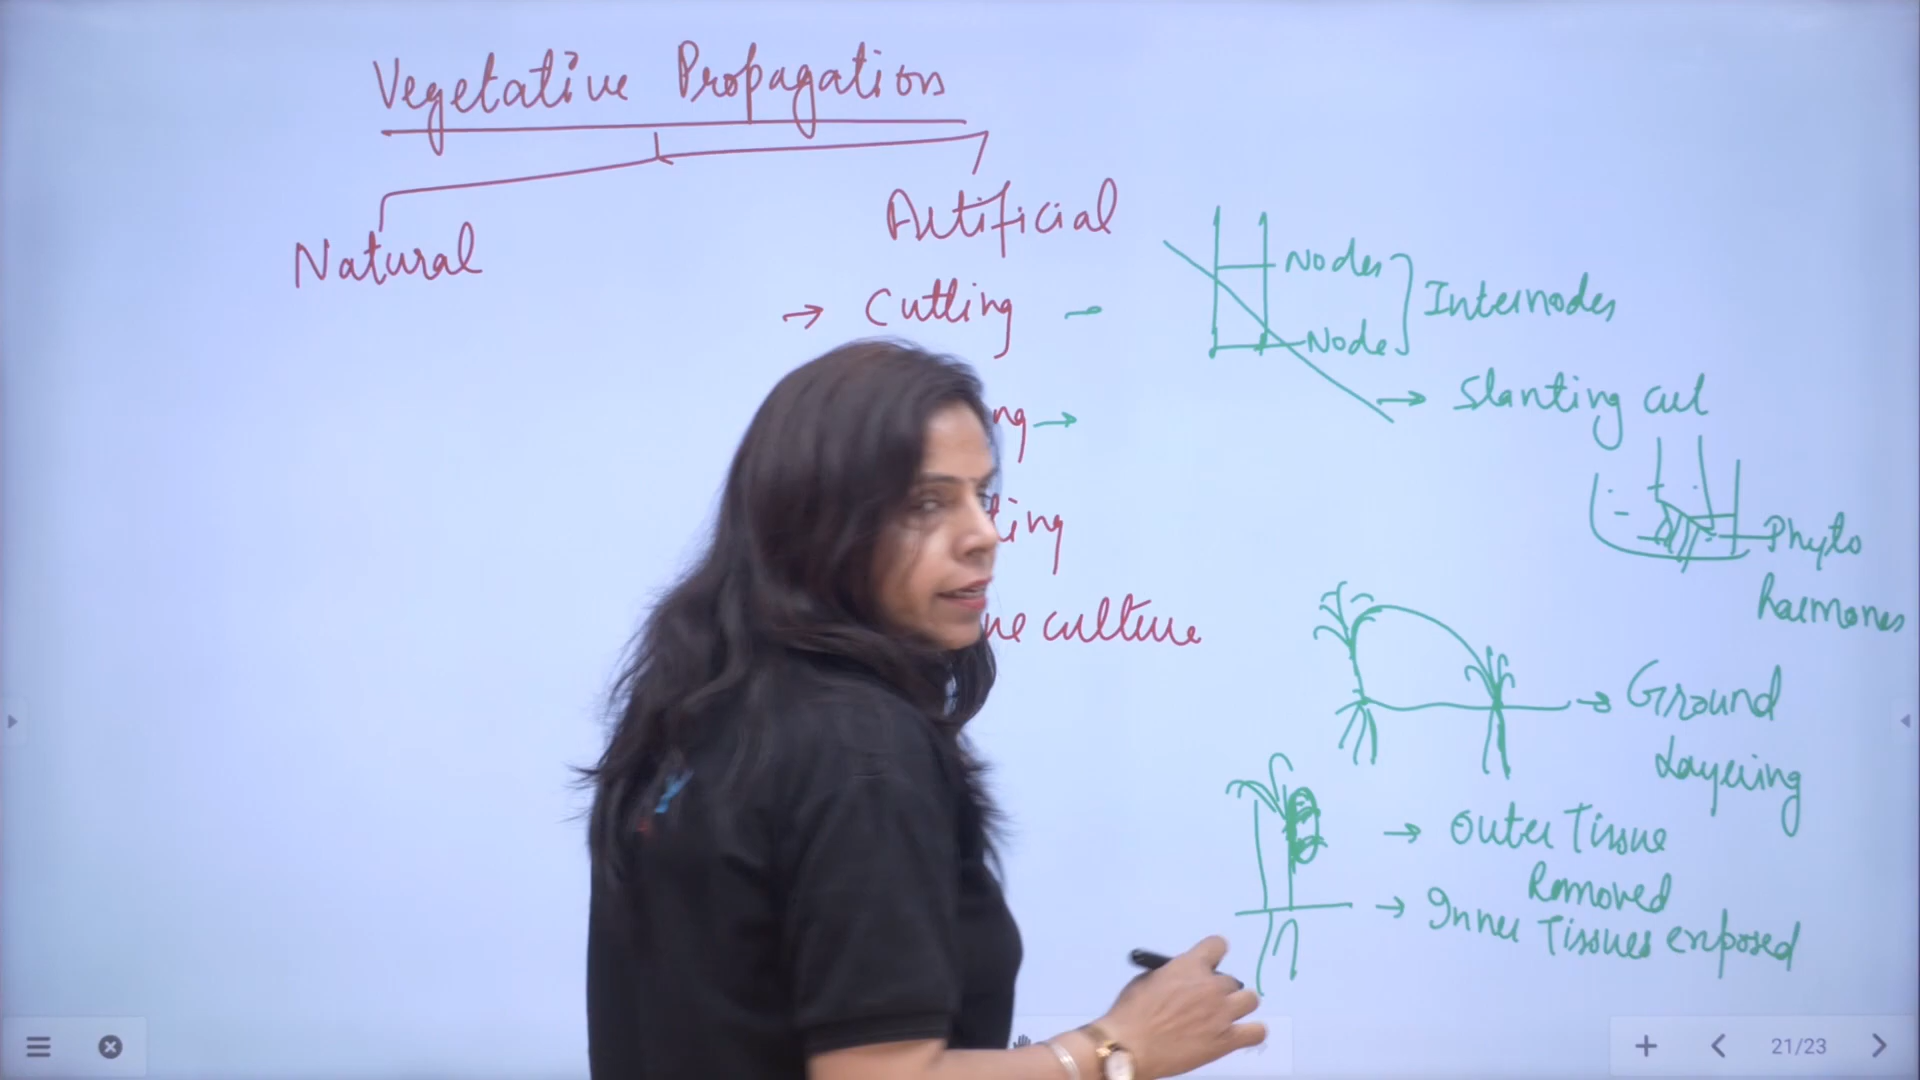 Vegetative Propagation
Natural
Artificial
→ Cutting
Nodes
Node
Internodes
→ Slanting cut
Phyto
Harmones
culture
→ Ground
Layering
→ Outer Tissue
Removed
→ Inner Tissues exposed
21/23